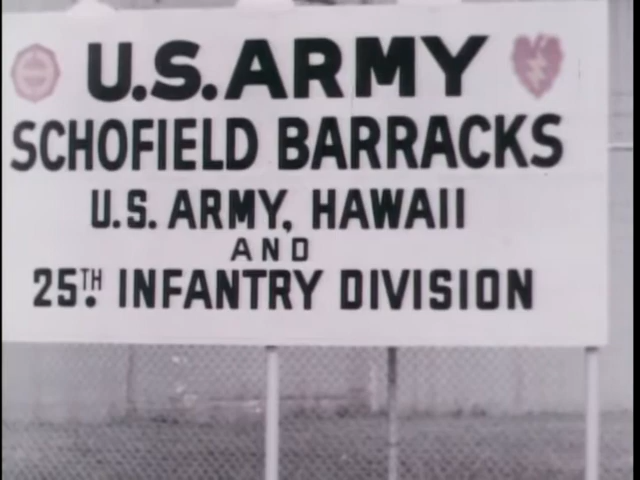 U.S. ARMY
SCHOFIELD BARRACKS
U.S. ARMY, HAWAII
AND
25TH. INFANTRY DIVISION